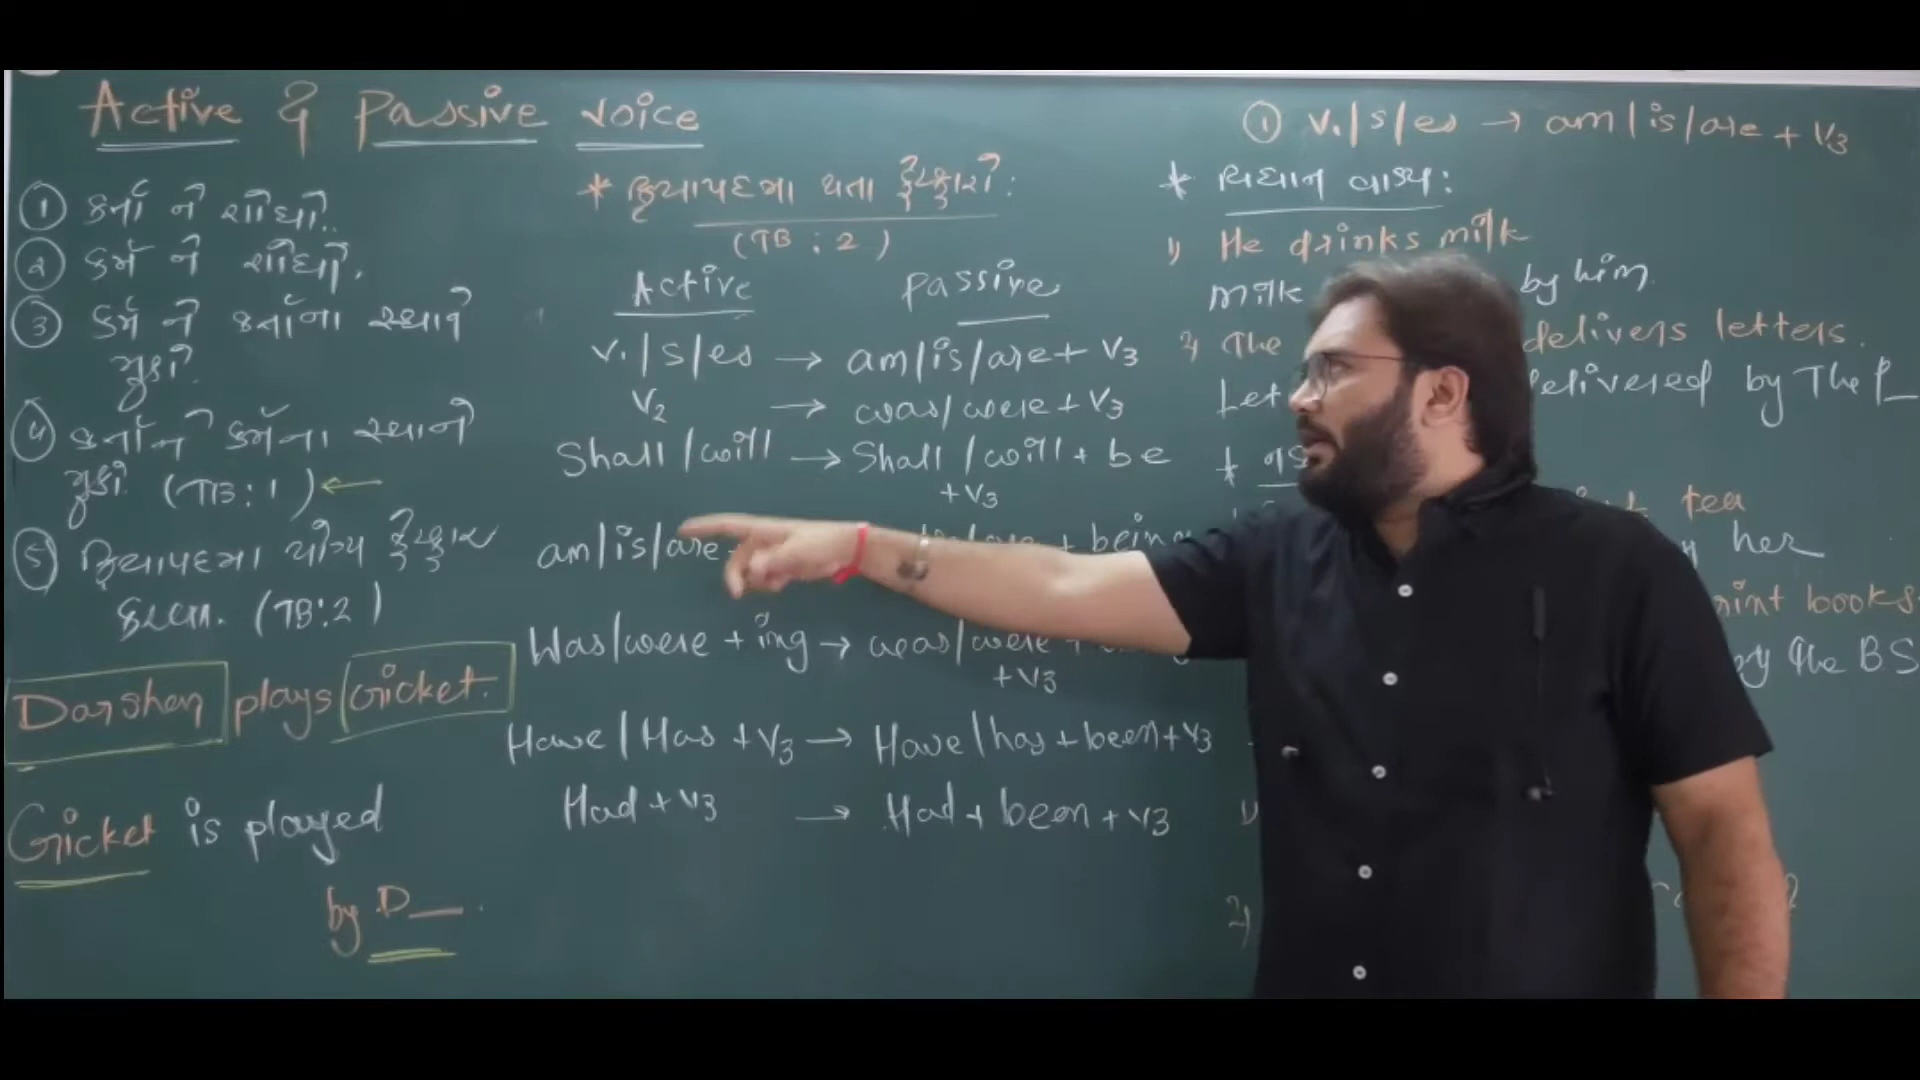 Active & Passive voice
① કર્તા ને શોધો.
② કર્મ ને શોધો.
③ કર્મ ને કર્તાના સ્થાને
મુકો.
④ કર્તાને કર્મના સ્થાને
મુકો. (TB:1) ←
⑤ ક્રિયાપદમાં યોગ્ય ફેરફાર
કરવા. (TB:2)
Darshan plays cricket.
Cricket is played
by D__.
* ક્રિયાપદમા થતા ફેરફારો:
(TB : 2)
Active Passive
V₁/s/es → am/is/are + V₃
V₂ → was/were + V₃
Shall/will → Shall/will + be
+V₃
am/is/are + being
Was/were + ing → was/were +
+V₃
Have/Has + V₃ → Have/has + been + V₃
Had + V₃ → Had + been + V₃
① V₁/s/es → am/is/are + V₃
* વિધાન વાક્ય:
1) He drinks milk
Milk by him.
2) The delivers letters.
Let delivered by The P__
tea
her
print books.
by the BS
2)